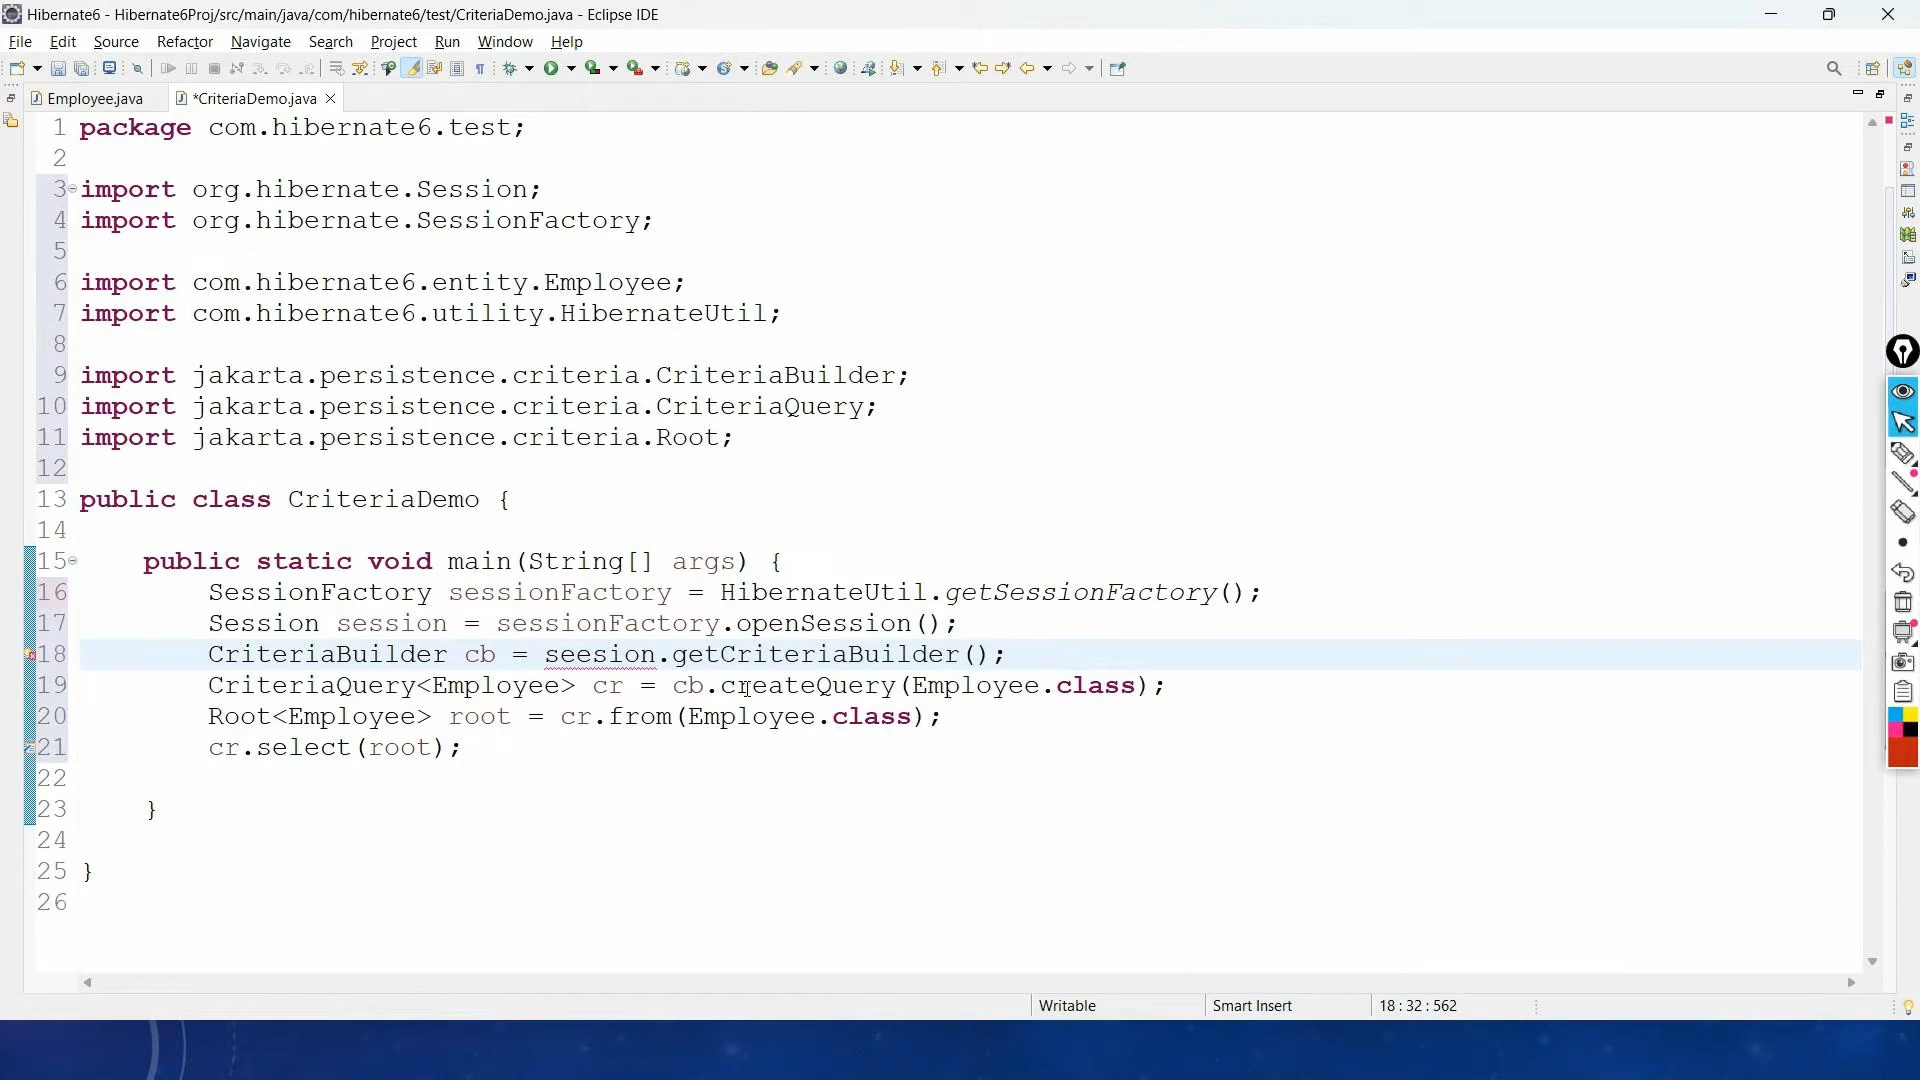 Hibernate6 - Hibernate6Proj/src/main/java/com/hibernate6/test/CriteriaDemo.java - Eclipse IDE
File Edit Source Refactor Navigate Search Project Run Window Help
Employee.java *CriteriaDemo.java
1 package com.hibernate6.test;
2
3 import org.hibernate.Session;
4 import org.hibernate.SessionFactory;
5
6 import com.hibernate6.entity.Employee;
7 import com.hibernate6.utility.HibernateUtil;
8
9 import jakarta.persistence.criteria.CriteriaBuilder;
10 import jakarta.persistence.criteria.CriteriaQuery;
11 import jakarta.persistence.criteria.Root;
12
13 public class CriteriaDemo {
14
15 public static void main(String[] args) {
16 SessionFactory sessionFactory = HibernateUtil.getSessionFactory();
17 Session session = sessionFactory.openSession();
18 CriteriaBuilder cb = seesion.getCriteriaBuilder();
19 CriteriaQuery<Employee> cr = cb.createQuery(Employee.class);
20 Root<Employee> root = cr.from(Employee.class);
21 cr.select(root);
22
23 }
24
25 }
26
Writable Smart Insert 18 : 32 : 562